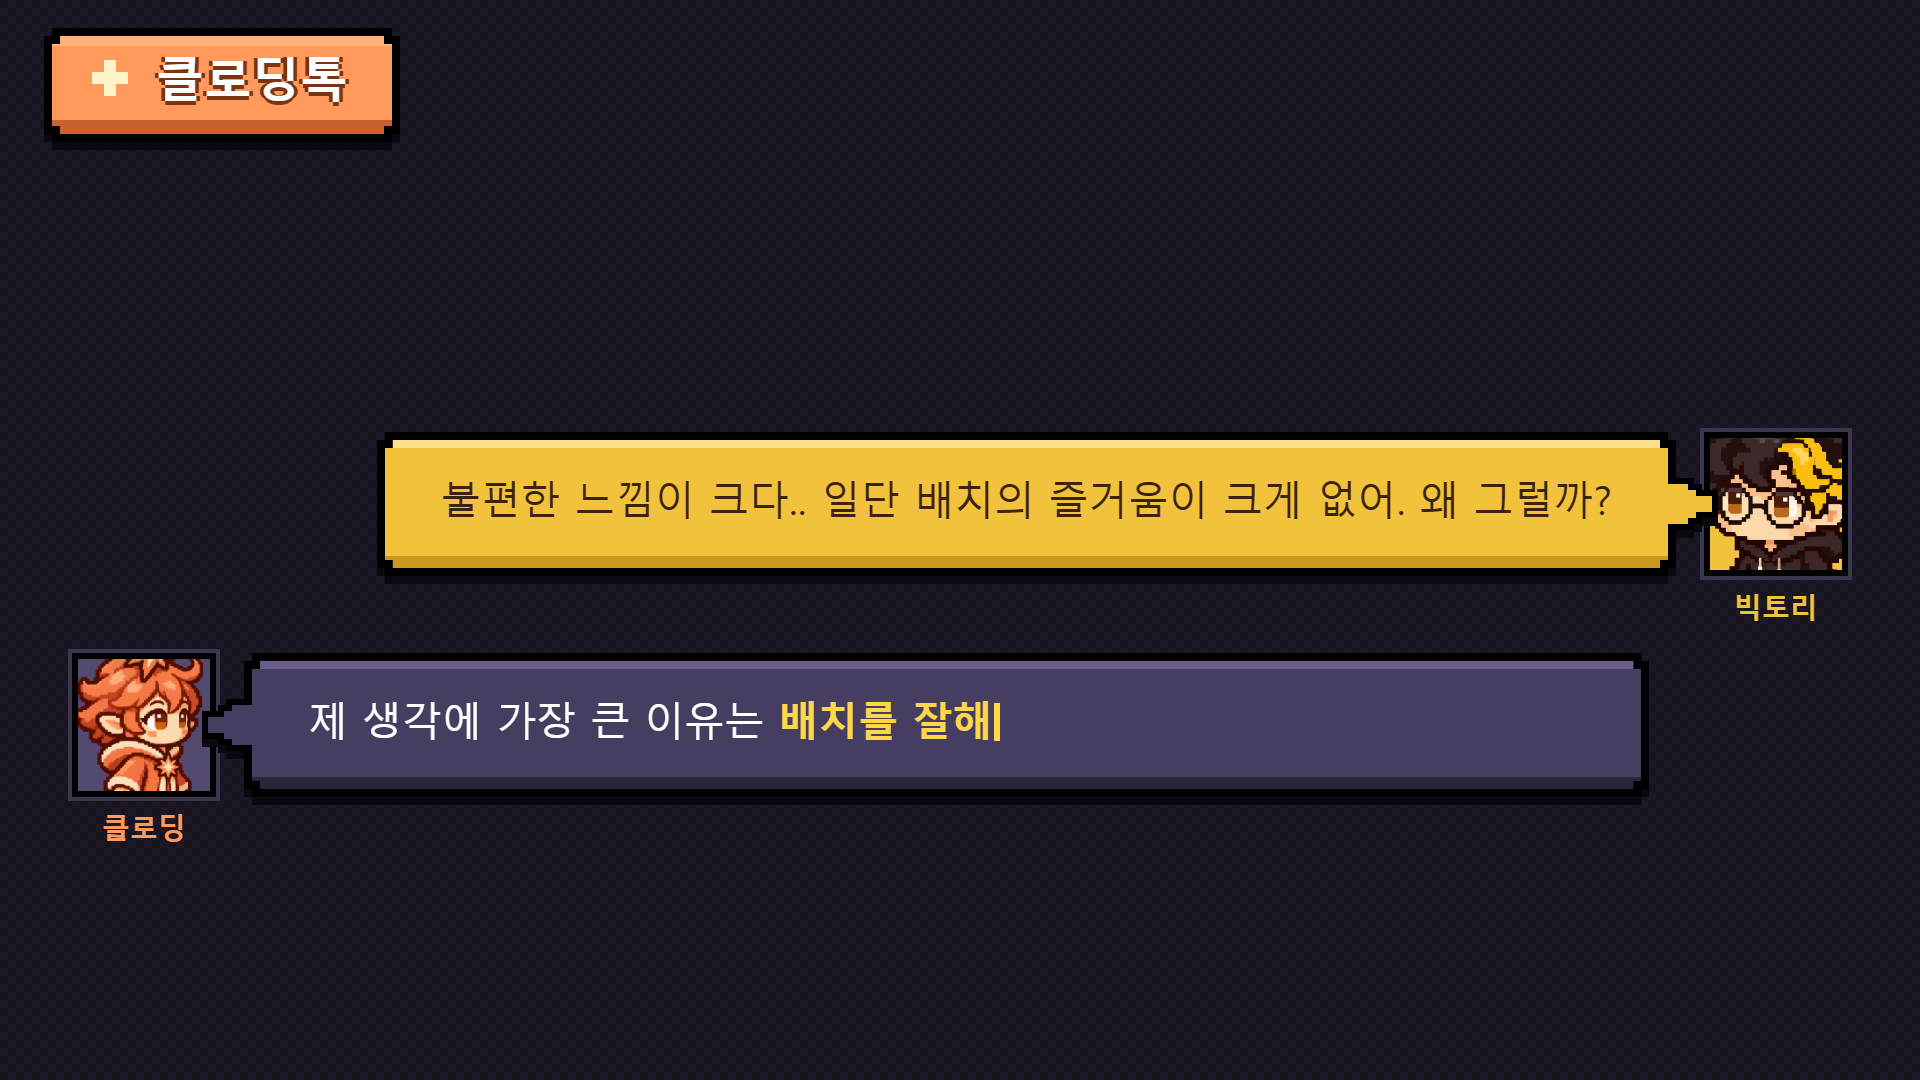 클로딩톡
불편한 느낌이 크다.. 일단 배치의 즐거움이 크게 없어. 왜 그럴까?
빅토리
제 생각에 가장 큰 이유는 배치를 잘해
클로딩